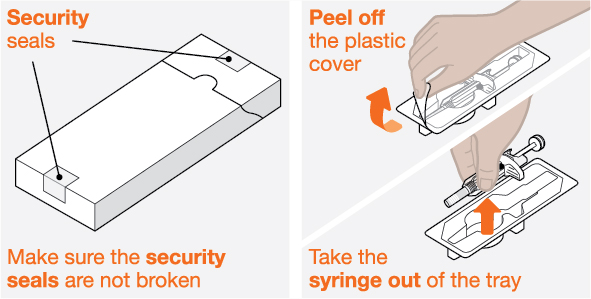 Security
seals
Make sure the security
seals are not broken
Peel off
the plastic
cover
Take the
syringe out of the tray